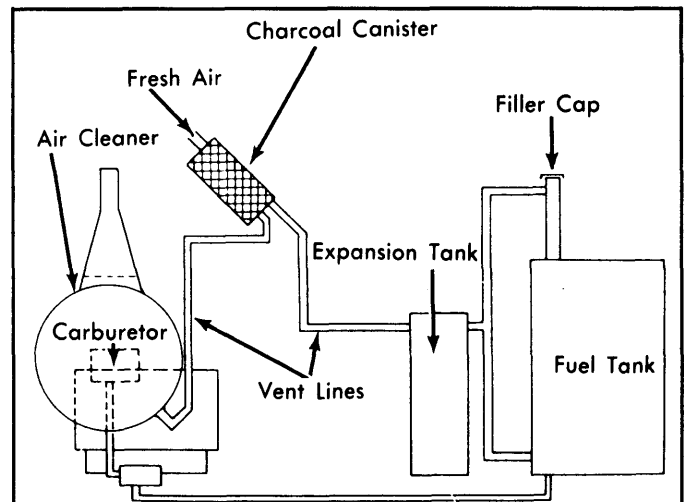 Charcoal Canister
Fresh Air
Filler Cap
Air Cleaner
Expansion Tank
Carburetor
Fuel Tank
Vent Lines